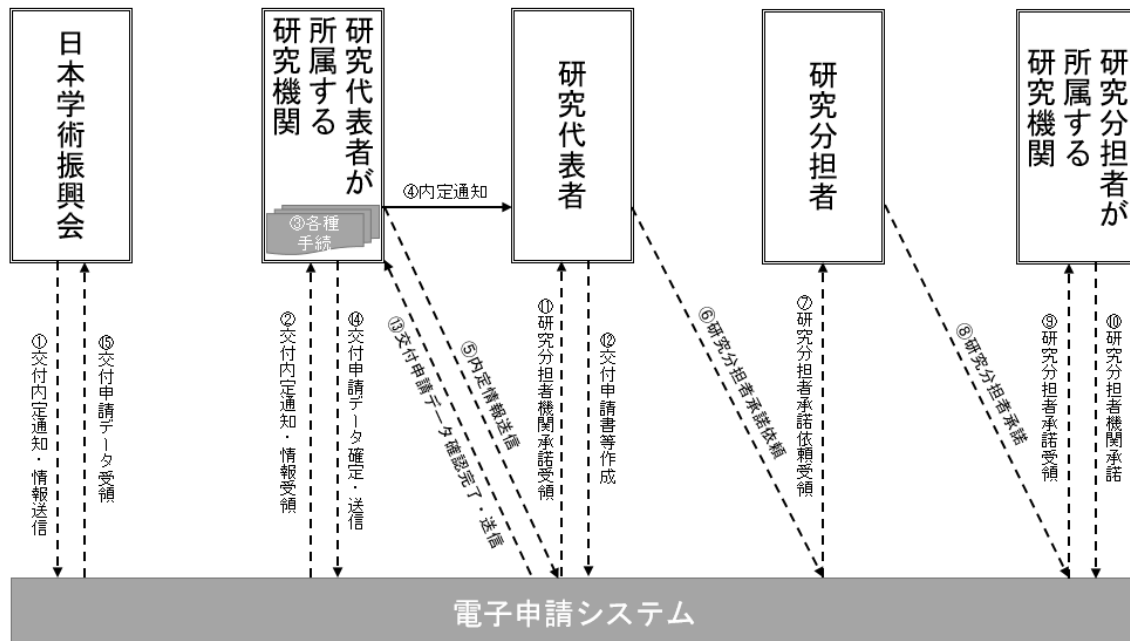 日本学術振興会
研究代表者が
所属する
研究機関
③各種
手続
研究代表者
研究分担者
研究分担者が
所属する
研究機関
④内定通知
①交付内定通知・情報送信
⑮交付申請データ受領
②交付内定通知・情報受領
⑭交付申請データ確定・送信
⑬交付申請データ確認完了・送信
⑤内定情報送信
⑪研究分担者機関承諾受領
⑫交付申請書等作成
⑥研究分担者承諾依頼
⑦研究分担者承諾依頼受領
⑧研究分担者承諾
⑨研究分担者承諾受領
⑩研究分担者機関承諾
電子申請システム